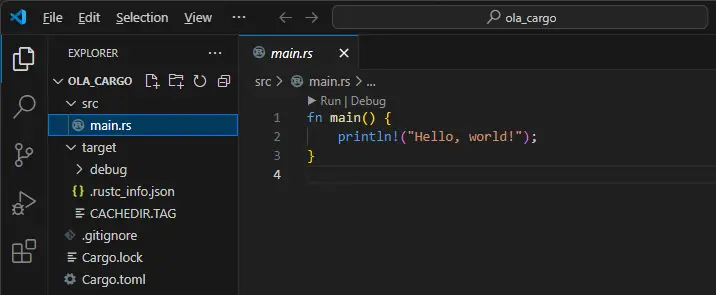 File Edit Selection ... ola_cargo
EXPLORER ...
OLA_CARGO
src
main.rs
target
debug
{} .rustc_info.json
CACHEDIR.TAG
.gitignore
Cargo.lock
Cargo.toml
main.rs
src > main.rs > ...
Run | Debug
1 fn main() {
2     println!("Hello, world!");
3 }
4